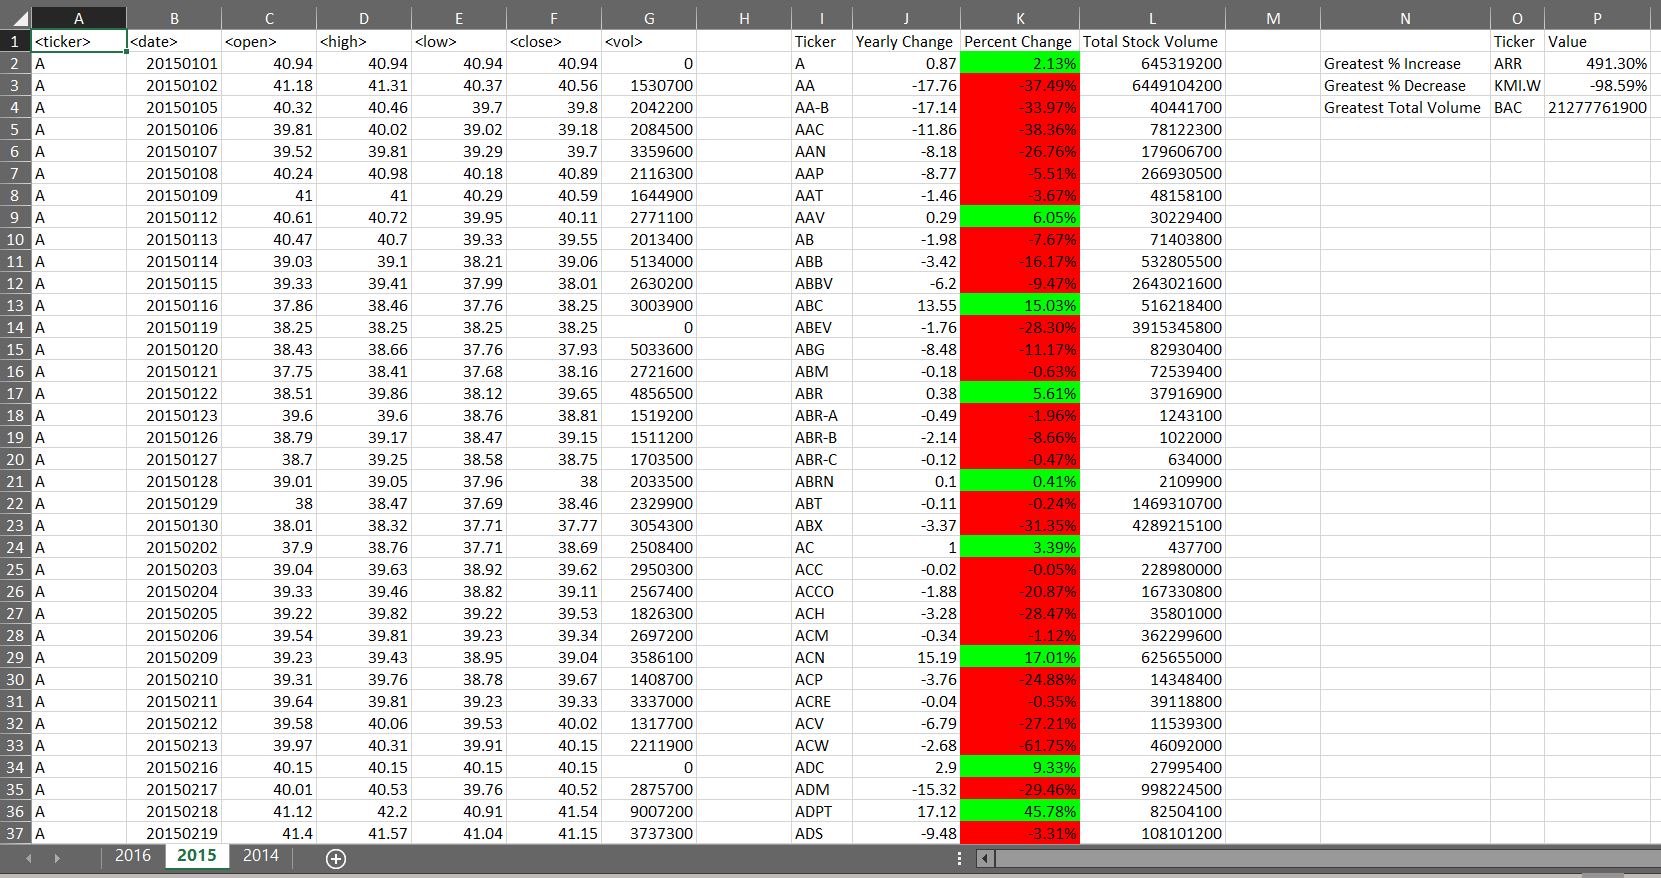 A B C D E F G H I J K L M N O P
1 <ticker> <date> <open> <high> <low> <close> <vol> Ticker Yearly Change Percent Change Total Stock Volume Ticker Value
2 A 20150101 40.94 40.94 40.94 40.94 0 A 0.87 2.13% 645319200 Greatest % Increase ARR 491.30%
3 A 20150102 41.18 41.31 40.37 40.56 1530700 AA -17.76 -37.49% 6449104200 Greatest % Decrease KMI.W -98.59%
4 A 20150105 40.32 40.46 39.7 39.8 2042200 AA-B -17.14 -33.97% 40441700 Greatest Total Volume BAC 21277761900
5 A 20150106 39.81 40.02 39.02 39.18 2084500 AAC -11.86 -38.36% 78122300
6 A 20150107 39.52 39.81 39.29 39.7 3359600 AAN -8.18 -26.76% 179606700
7 A 20150108 40.24 40.98 40.18 40.89 2116300 AAP -8.77 -5.51% 266930500
8 A 20150109 41 41 40.29 40.59 1644900 AAT -1.46 -3.67% 48158100
9 A 20150112 40.61 40.72 39.95 40.11 2771100 AAV 0.29 6.05% 30229400
10 A 20150113 40.47 40.7 39.33 39.55 2013400 AB -1.98 -7.67% 71403800
11 A 20150114 39.03 39.1 38.21 39.06 5134000 ABB -3.42 -16.17% 532805500
12 A 20150115 39.33 39.41 37.99 38.01 2630200 ABBV -6.2 -9.47% 2643021600
13 A 20150116 37.86 38.46 37.76 38.25 3003900 ABC 13.55 15.03% 516218400
14 A 20150119 38.25 38.25 38.25 38.25 0 ABEV -1.76 -28.30% 3915345800
15 A 20150120 38.43 38.66 37.76 37.93 5033600 ABG -8.48 -11.17% 82930400
16 A 20150121 37.75 38.41 37.68 38.16 2721600 ABM -0.18 -0.63% 72539400
17 A 20150122 38.51 39.86 38.12 39.65 4856500 ABR 0.38 5.61% 37916900
18 A 20150123 39.6 39.6 38.76 38.81 1519200 ABR-A -0.49 -1.96% 1243100
19 A 20150126 38.79 39.17 38.47 39.15 1511200 ABR-B -2.14 -8.66% 1022000
20 A 20150127 38.7 39.25 38.58 38.75 1703500 ABR-C -0.12 -0.47% 634000
21 A 20150128 39.01 39.05 37.96 38 2033500 ABRN 0.1 0.41% 2109900
22 A 20150129 38 38.47 37.69 38.46 2329900 ABT -0.11 -0.24% 1469310700
23 A 20150130 38.01 38.32 37.71 37.77 3054300 ABX -3.37 -31.35% 4289215100
24 A 20150202 37.9 38.76 37.71 38.69 2508400 AC 1 3.39% 437700
25 A 20150203 39.04 39.63 38.92 39.62 2950300 ACC -0.02 -0.05% 228980000
26 A 20150204 39.33 39.46 38.82 39.11 2567400 ACCO -1.88 -20.87% 167330800
27 A 20150205 39.22 39.82 39.22 39.53 1826300 ACH -3.28 -28.47% 35801000
28 A 20150206 39.54 39.81 39.23 39.34 2697200 ACM -0.34 -1.12% 362299600
29 A 20150209 39.23 39.43 38.95 39.04 3586100 ACN 15.19 17.01% 625655000
30 A 20150210 39.31 39.76 38.78 39.67 1408700 ACP -3.76 -24.88% 14348400
31 A 20150211 39.64 39.81 39.23 39.33 3337000 ACRE -0.04 -0.35% 39118800
32 A 20150212 39.58 40.06 39.53 40.02 1317700 ACV -6.79 -27.21% 11539300
33 A 20150213 39.97 40.31 39.91 40.15 2211900 ACW -2.68 -61.75% 46092000
34 A 20150216 40.15 40.15 40.15 40.15 0 ADC 2.9 9.33% 27995400
35 A 20150217 40.01 40.53 39.76 40.52 2875700 ADM -15.32 -29.46% 998224500
36 A 20150218 41.12 42.2 40.91 41.54 9007200 ADPT 17.12 45.78% 82504100
37 A 20150219 41.4 41.57 41.04 41.15 3737300 ADS -9.48 -3.31% 108101200
2016 2015 2014